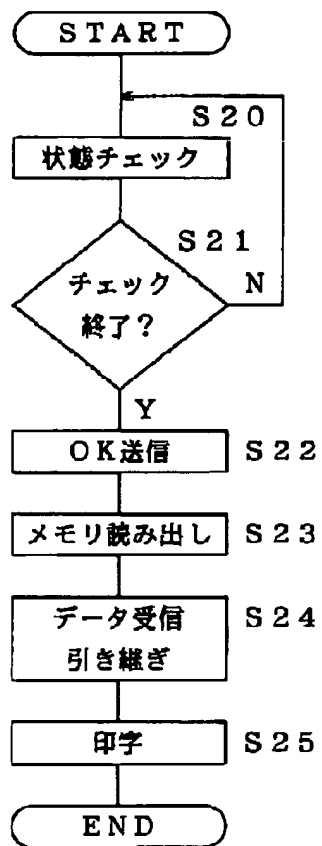 START
S20
状態チェック
S21
チェック
終了?
N
Y
OK送信
S22
メモリ読み出し
S23
データ受信
引き継ぎ
S24
印字
S25
END